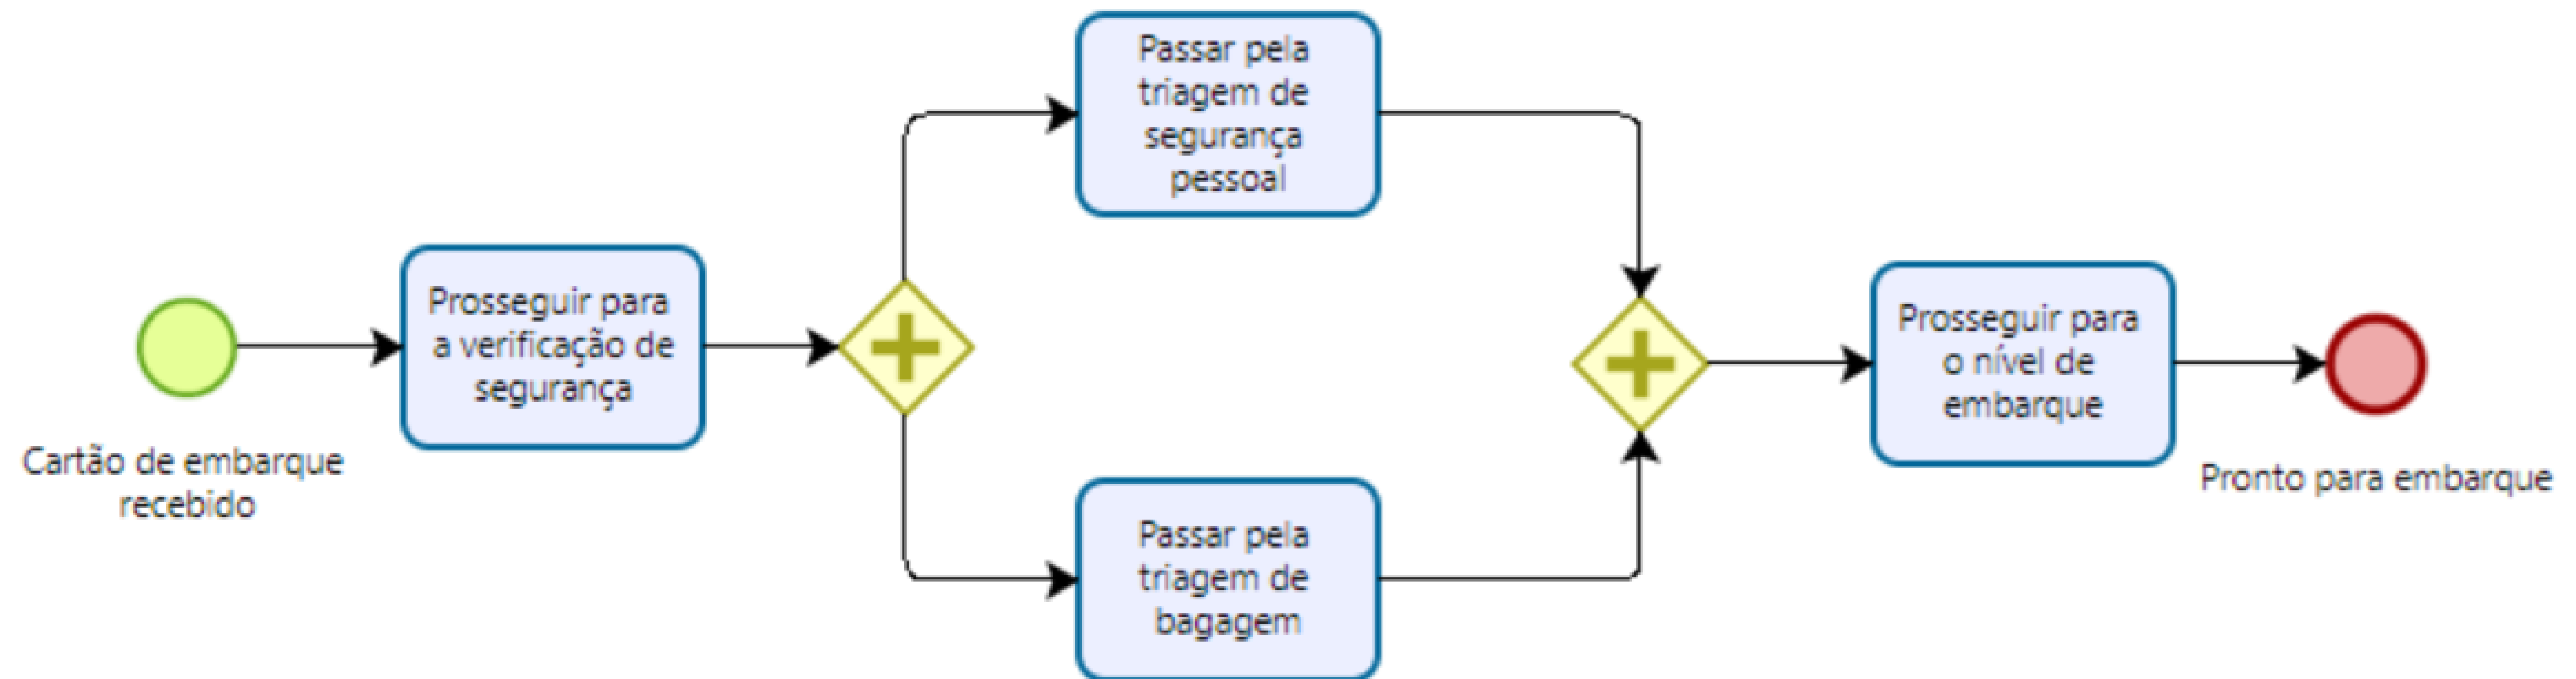 Cartão de embarque
recebido
Prosseguir para
a verificação de
segurança
Passar pela
triagem de
segurança
pessoal
Passar pela
triagem de
bagagem
Prosseguir para
o nível de
embarque
Pronto para embarque